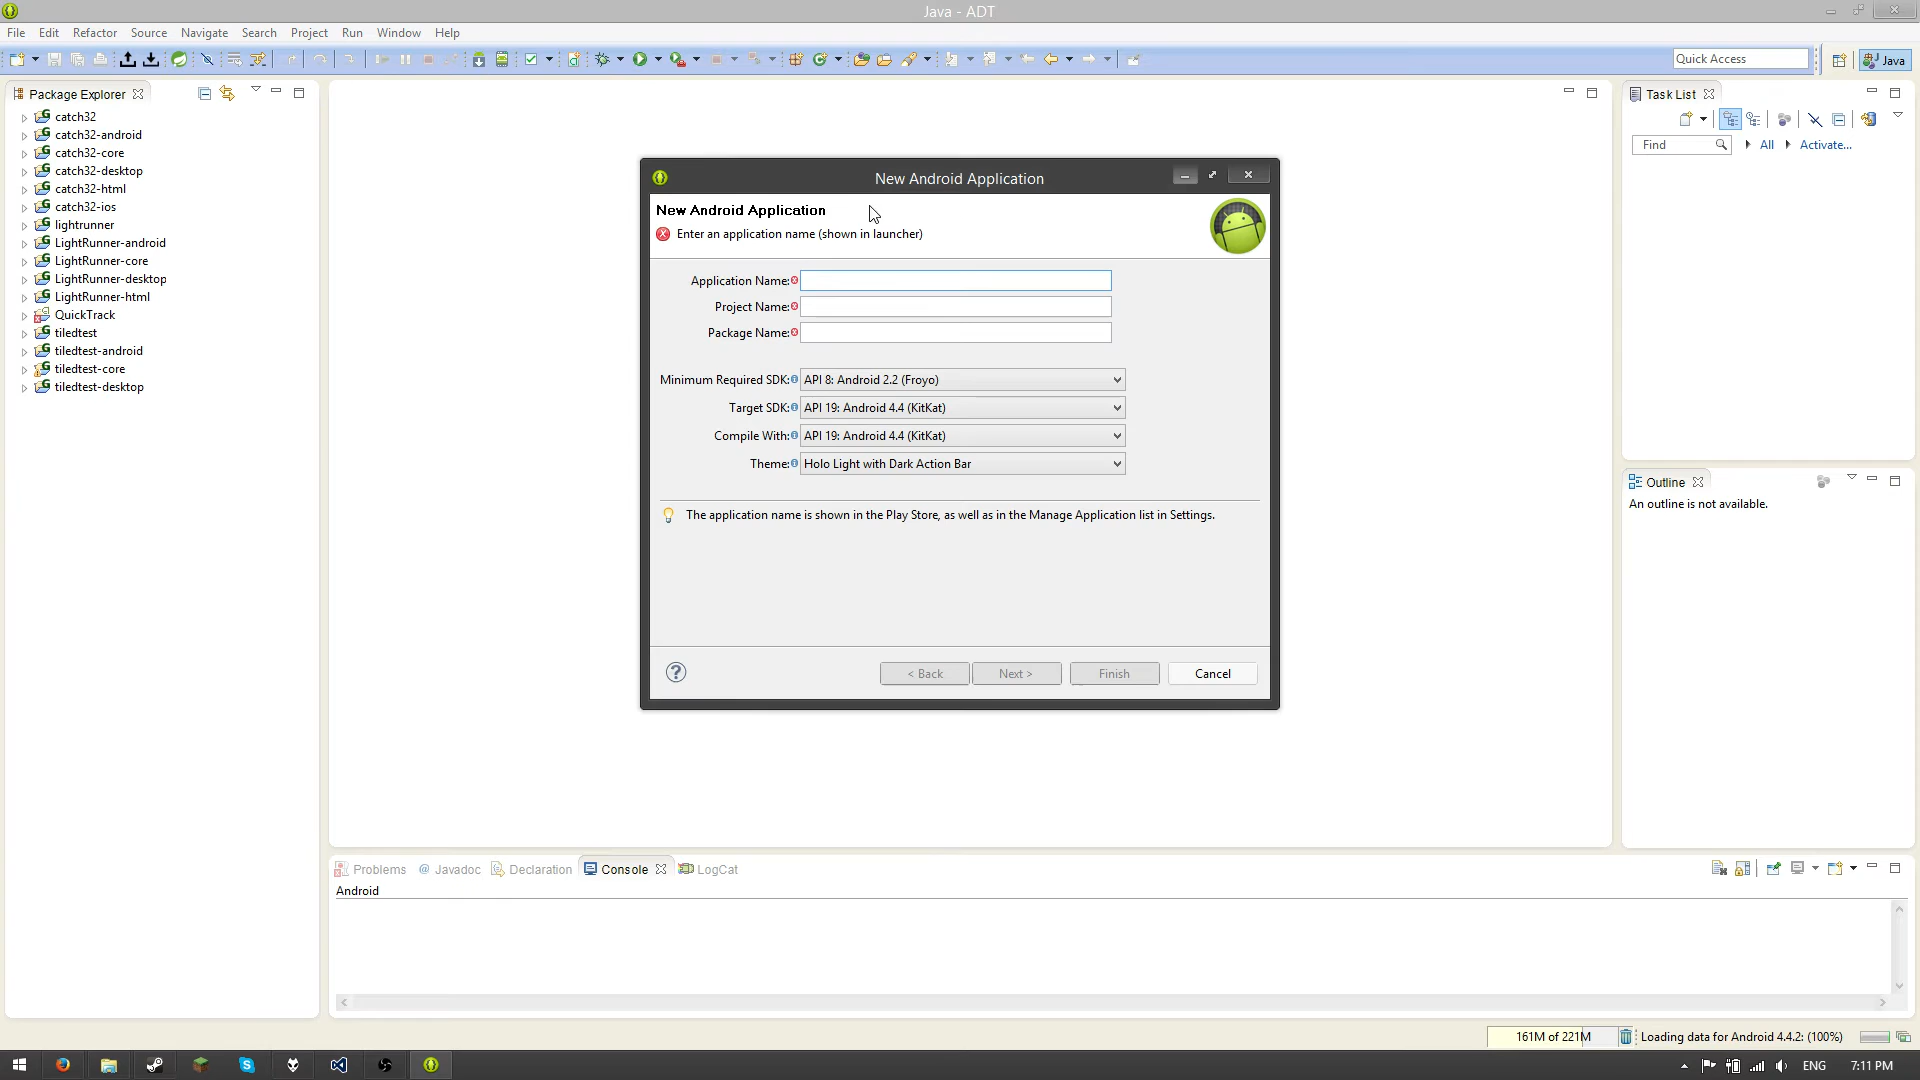 Java - ADT
File Edit Refactor Source Navigate Search Project Run Window Help
Quick Access
Java
Package Explorer
catch32
catch32-android
catch32-core
catch32-desktop
catch32-html
catch32-ios
lightrunner
LightRunner-android
LightRunner-core
LightRunner-desktop
LightRunner-html
QuickTrack
tiledtest
tiledtest-android
tiledtest-core
tiledtest-desktop
New Android Application
New Android Application
Enter an application name (shown in launcher)
Application Name:
Project Name:
Package Name:
Minimum Required SDK: API 8: Android 2.2 (Froyo)
Target SDK: API 19: Android 4.4 (KitKat)
Compile With: API 19: Android 4.4 (KitKat)
Theme: Holo Light with Dark Action Bar
The application name is shown in the Play Store, as well as in the Manage Application list in Settings.
< Back Next > Finish Cancel
Task List
Find All Activate...
Outline
An outline is not available.
Problems @ Javadoc Declaration Console LogCat
Android
161M of 221M Loading data for Android 4.4.2: (100%)
ENG 7:11 PM